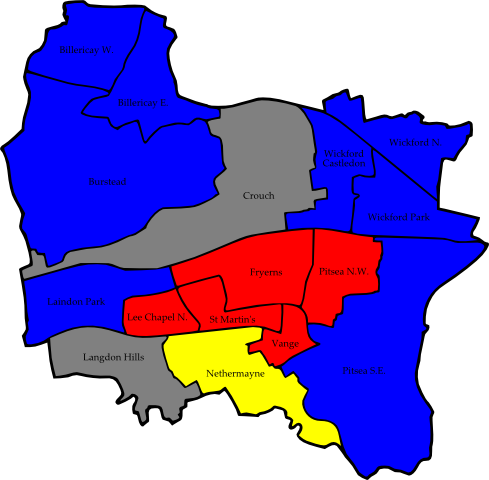 Billericay W.
Billericay E.
Burstead
Wickford
Castledon
Wickford N.
Crouch
Wickford Park
Fryerns
Pitsea N.W.
Laindon Park
Lee Chapel N.
St Martin's
Vange
Langdon Hills
Nethermayne
Pitsea S.E.